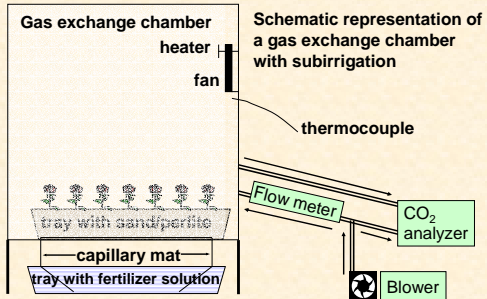 Gas exchange chamber
heater
fan
Schematic representation of
a gas exchange chamber
with subirrigation
thermocouple
Flow meter
CO₂
analyzer
tray with sand/perlite
capillary mat
tray with fertilizer solution
Blower